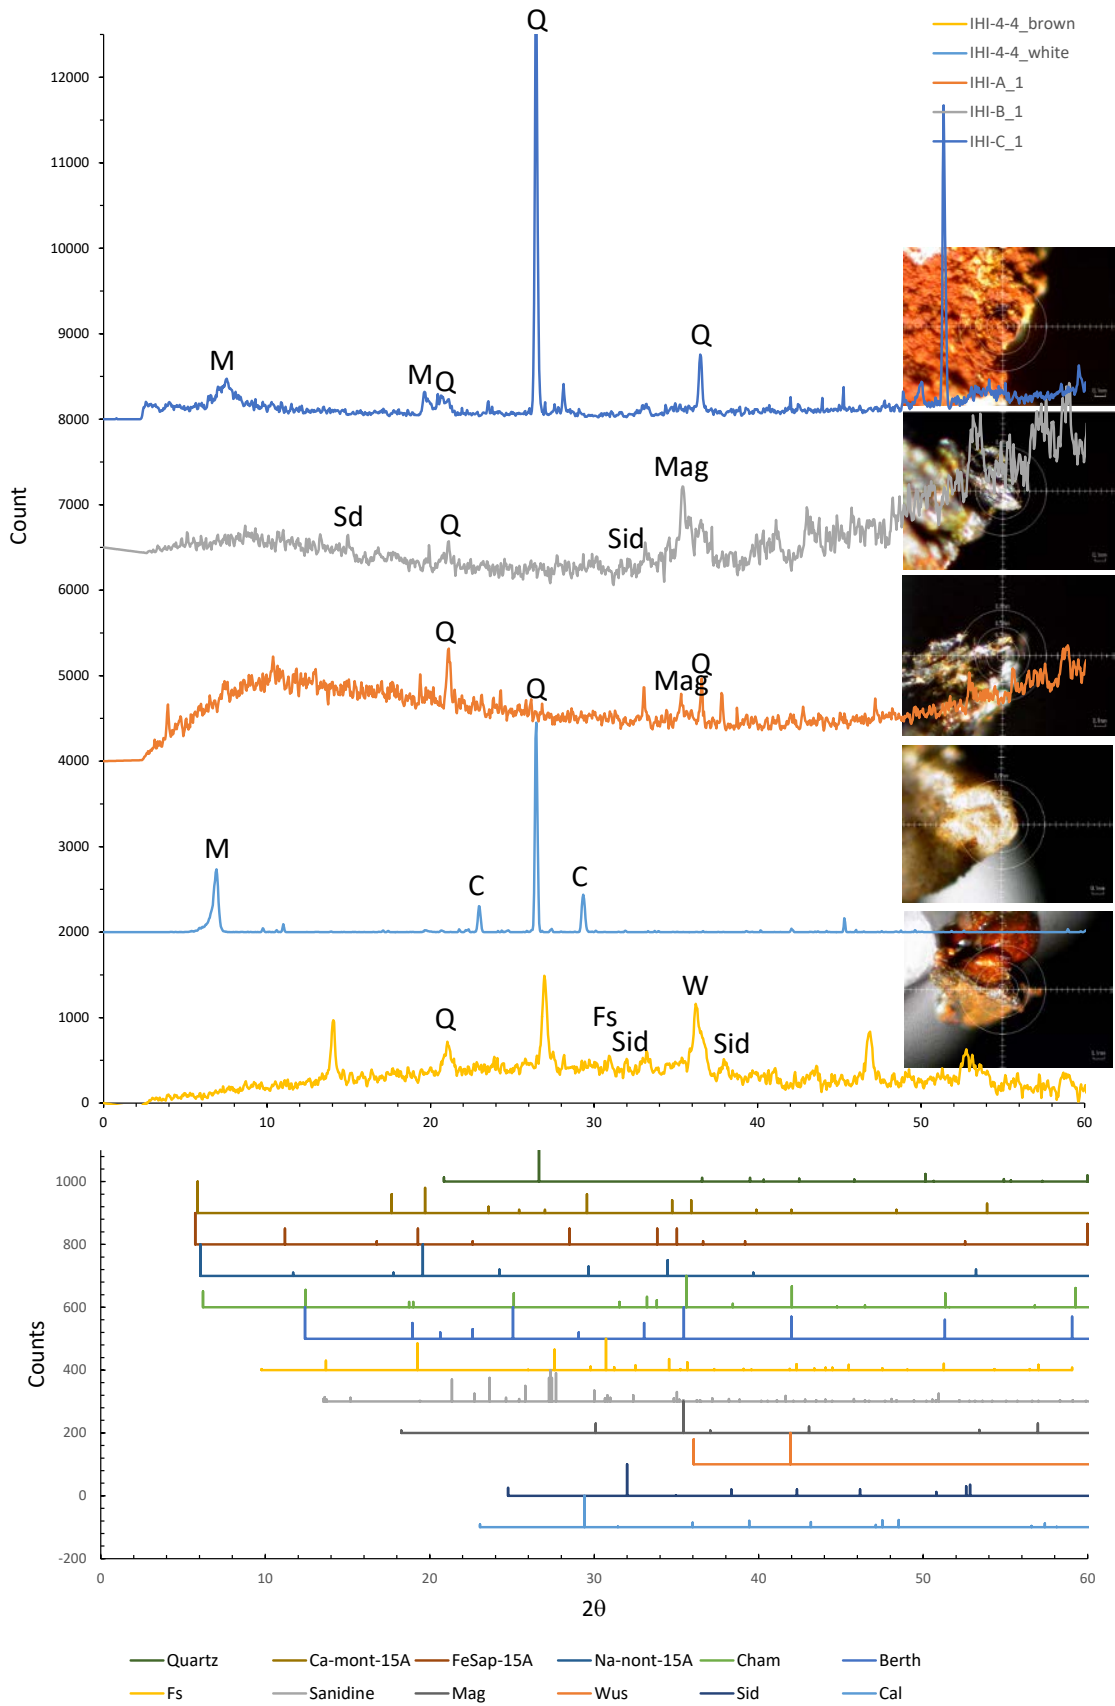 Q
IHI-4-4_brown
IHI-4-4_white
IHI-A_1
IHI-B_1
IHI-C_1
12000
11000
10000
9000
8000
7000
6000
5000
4000
3000
2000
1000
0
Count
M
M
Q
Q
Mag
Sd
Q
Sid
Q
Q
Mag
Q
M
C
C
W
Q
Fs
Sid
Sid
0
10
20
30
40
50
60
1000
800
600
400
200
0
-200
Counts
0
10
20
30
40
50
60
2θ
Quartz
Ca-mont-15A
FeSap-15A
Na-nont-15A
Cham
Berth
Fs
Sanidine
Mag
Wus
Sid
Cal